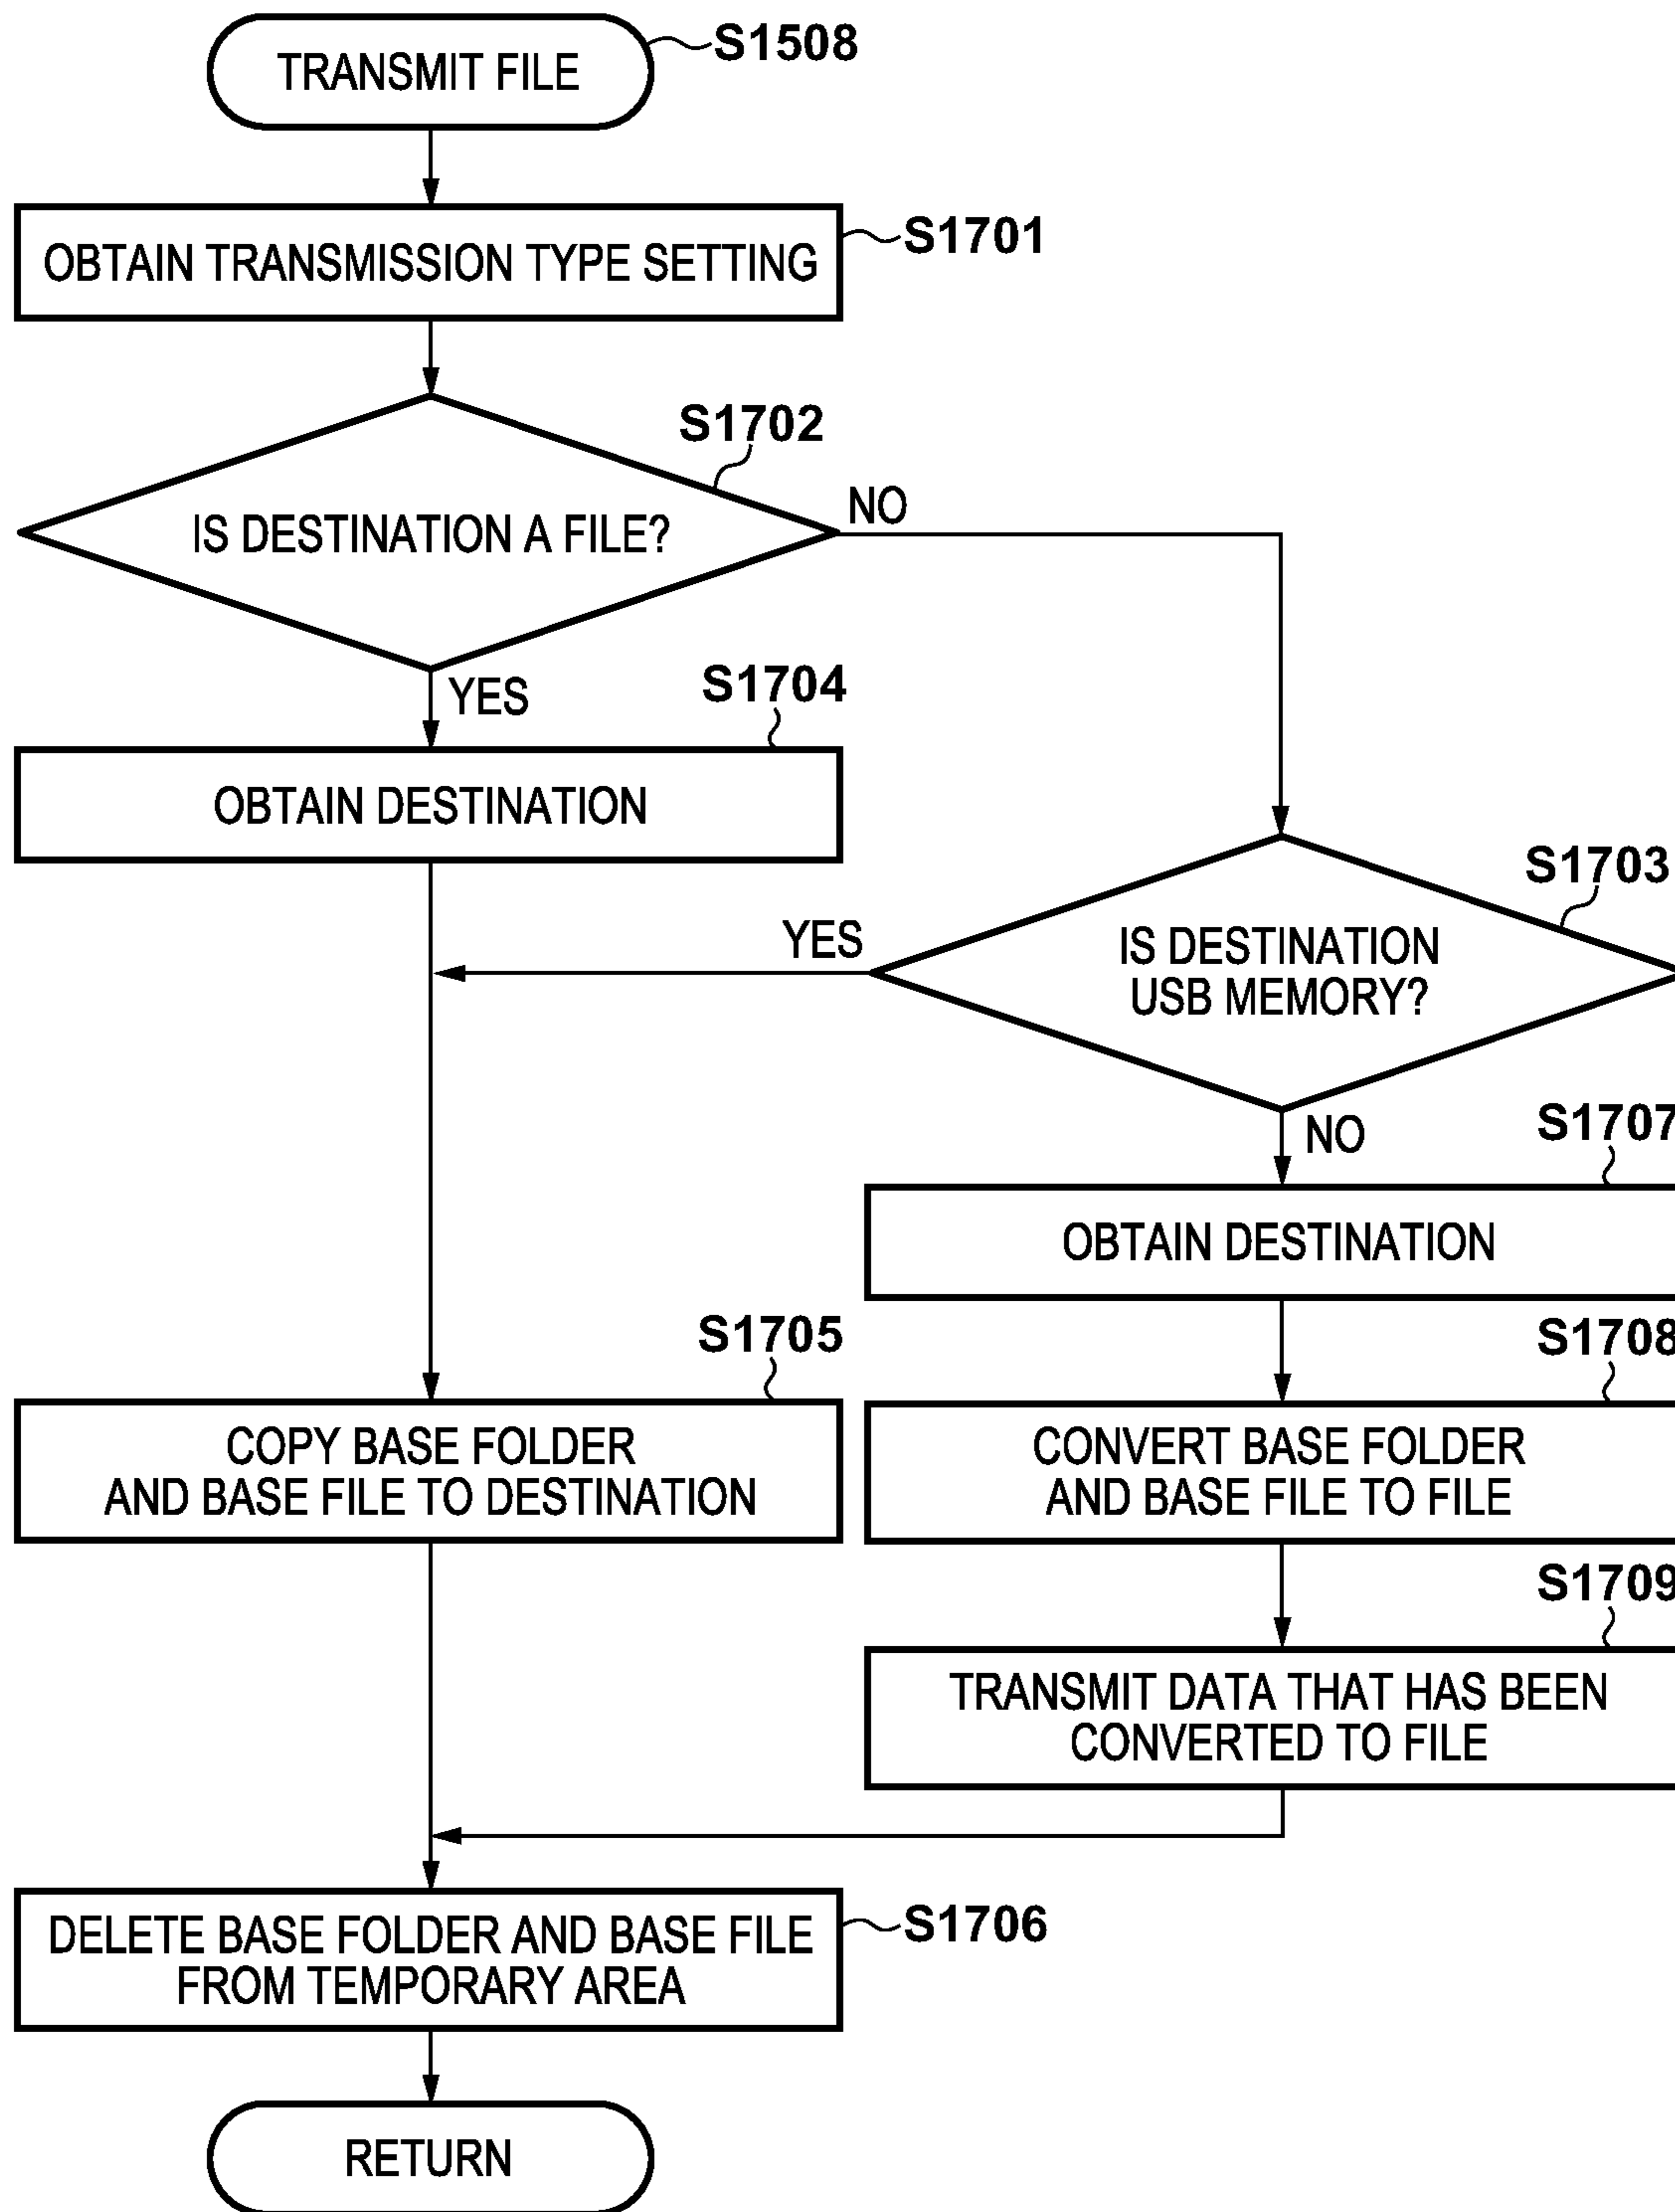 TRANSMIT FILE
S1508
OBTAIN TRANSMISSION TYPE SETTING
S1701
S1702
IS DESTINATION A FILE?
NO
YES
S1704
OBTAIN DESTINATION
S1703
YES
IS DESTINATION
USB MEMORY?
NO
S1707
OBTAIN DESTINATION
S1705
COPY BASE FOLDER
AND BASE FILE TO DESTINATION
S1708
CONVERT BASE FOLDER
AND BASE FILE TO FILE
S1709
TRANSMIT DATA THAT HAS BEEN
CONVERTED TO FILE
DELETE BASE FOLDER AND BASE FILE
FROM TEMPORARY AREA
S1706
RETURN